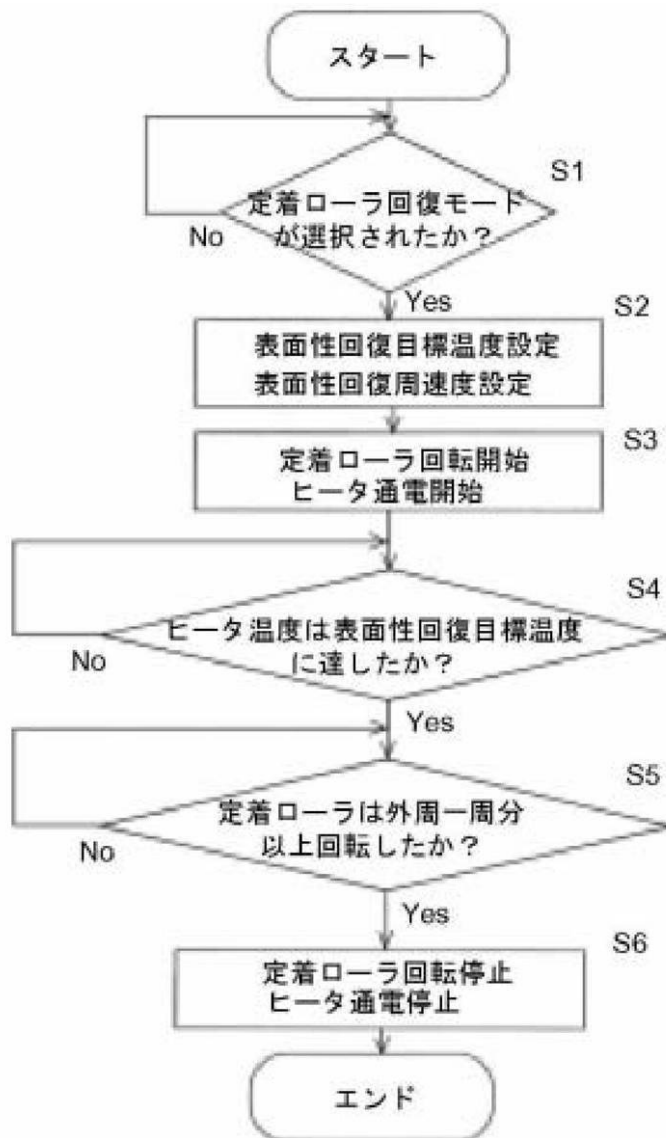 スタート
S1
定着ローラ回復モード
が選択されたか？
No
Yes
S2
表面性回復目標温度設定
表面性回復周速度設定
S3
定着ローラ回転開始
ヒータ通電開始
S4
ヒータ温度は表面性回復目標温度
に達したか？
No
Yes
S5
定着ローラは外周一周分
以上回転したか？
No
Yes
S6
定着ローラ回転停止
ヒータ通電停止
エンド